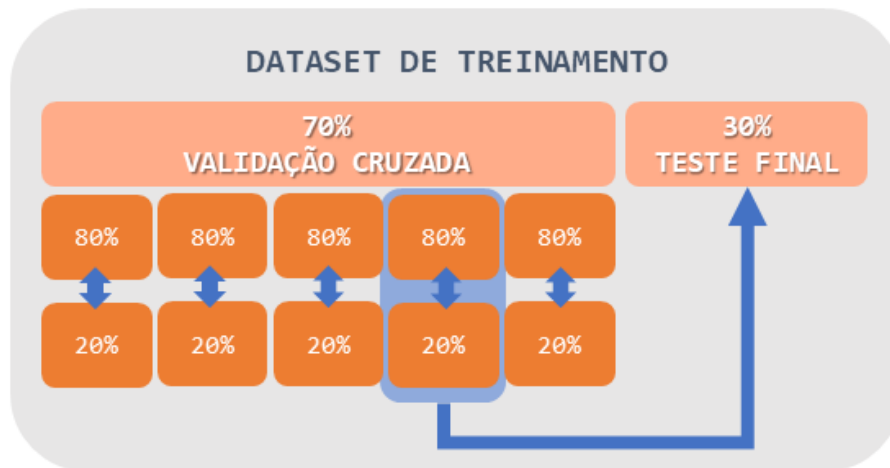 DATASET DE TREINAMENTO
70%
VALIDAÇÃO CRUZADA
30%
TESTE FINAL
80% 80% 80% 80% 80%
20% 20% 20% 20% 20%